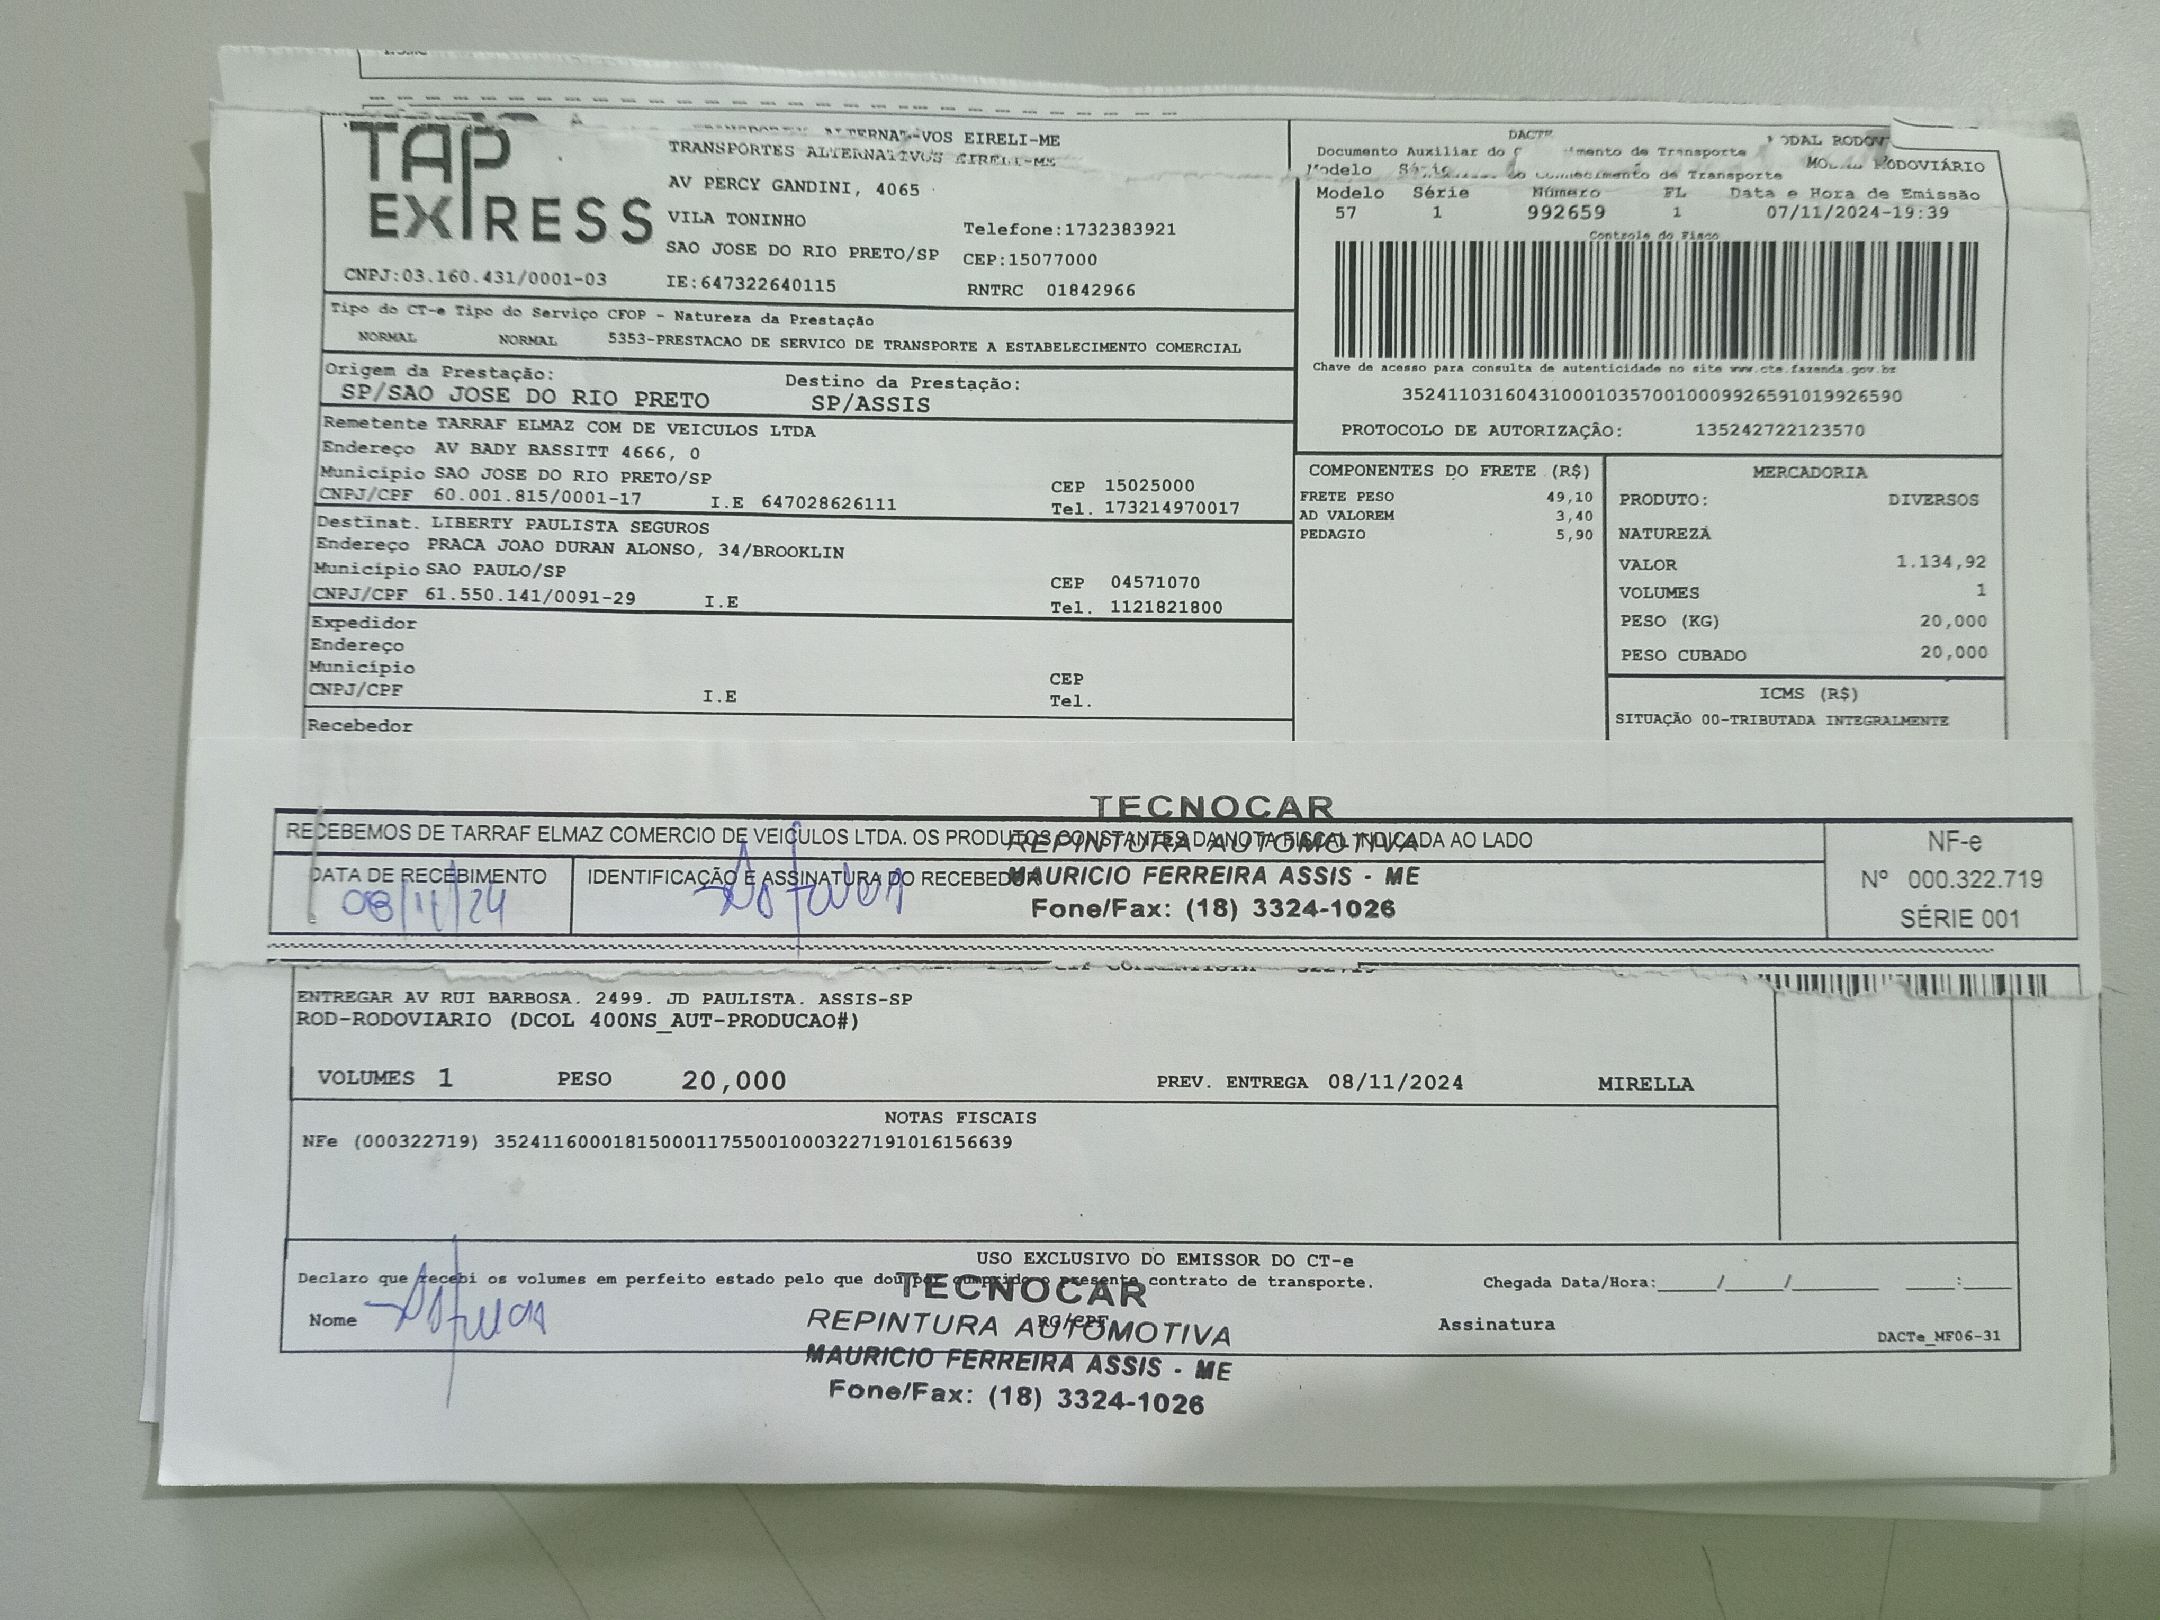 TAP
EXPRESS
TRANSPORTES ALTERNATIVOS EIRELI-ME
AV PERCY GANDINI, 4065
VILA TONINHO
Telefone:1732383921
SAO JOSE DO RIO PRETO/SP
CEP:15077000
CNPJ:03.160.431/0001-03
IE:647322640115
RNTRC 01842966
DACTE
Documento Auxiliar do
de Transporte
MODAL RODOVIÁRIO
Modelo Série Número FL Data e Hora de Emissão
57 1 992659 1 07/11/2024-19:39
Controle do Fisco
Chave de acesso para consulta de autenticidade no site www.cte.fazenda.gov.br
35241103160431000103570010009926591019926590
PROTOCOLO DE AUTORIZAÇÂO: 135242722123570
Tipo do CT-e Tipo do Serviço CFOP - Natureza da Prestação
NORMAL NORMAL 5353-PRESTACAO DE SERVICO DE TRANSPORTE A ESTABELECIMENTO COMERCIAL
Origem da Prestação:
SP/SAO JOSE DO RIO PRETO
Destino da Prestação:
SP/ASSIS
Remetente TARRAF ELMAZ COM DE VEICULOS LTDA
Endereço AV BADY BASSITT 4666, 0
Município SAO JOSE DO RIO PRETO/SP
CEP 15025000
CNPJ/CPF 60.001.815/0001-17 I.E 647028626111
Tel. 173214970017
Destinat. LIBERTY PAULISTA SEGUROS
Endereço PRACA JOAO DURAN ALONSO, 34/BROOKLIN
Município SAO PAULO/SP
CEP 04571070
CNPJ/CPF 61.550.141/0091-29 I.E
Tel. 1121821800
Expedidor
Endereço
Município
CEP
CNPJ/CPF I.E
Tel.
Recebedor
COMPONENTES DO FRETE (R$)
FRETE PESO 49,10
AD VALOREM 3,40
PEDAGIO 5,90
MERCADORIA
PRODUTO: DIVERSOS
NATUREZA
VALOR 1.134,92
VOLUMES 1
PESO (KG) 20,000
PESO CUBADO 20,000
ICMS (R$)
SITUAÇÃO 00-TRIBUTADA INTEGRALMENTE
RECEBEMOS DE TARRAF ELMAZ COMERCIO DE VEICULOS LTDA. OS PRODUTOS CONSTANTES DA NOTA FISCAL INDICADA AO LADO
DATA DE RECEBIMENTO
08/11/24
IDENTIFICAÇÃO E ASSINATURA DO RECEBEDOR
TECNOCAR
REPINTURA AUTOMOTIVA
MAURICIO FERREIRA ASSIS - ME
Fone/Fax: (18) 3324-1026
NF-e
Nº 000.322.719
SÉRIE 001
ENTREGAR AV RUI BARBOSA. 2499. JD PAULISTA. ASSIS-SP
ROD-RODOVIARIO (DCOL 400NS_AUT-PRODUCAO#)
VOLUMES 1 PESO 20,000 PREV. ENTREGA 08/11/2024 MIRELLA
NOTAS FISCAIS
NFe (000322719) 35241160001815000117550010003227191016156639
USO EXCLUSIVO DO EMISSOR DO CT-e
Declaro que recebi os volumes em perfeito estado pelo que dou por cumprido o presente contrato de transporte.
Chegada Data/Hora:____/____/______ ____:____
Nome
RG/CPF
Assinatura
DACTe_MF06-31
TECNOCAR
REPINTURA AUTOMOTIVA
MAURICIO FERREIRA ASSIS - ME
Fone/Fax: (18) 3324-1026